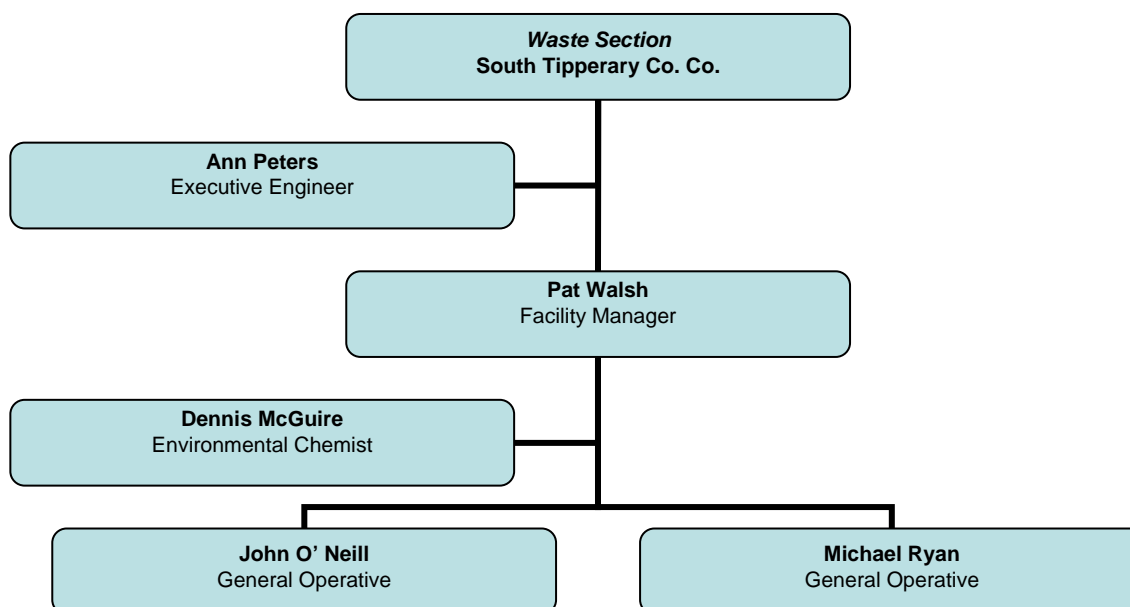 Waste Section
South Tipperary Co. Co.
Ann Peters
Executive Engineer
Pat Walsh
Facility Manager
Dennis McGuire
Environmental Chemist
John O' Neill
General Operative
Michael Ryan
General Operative